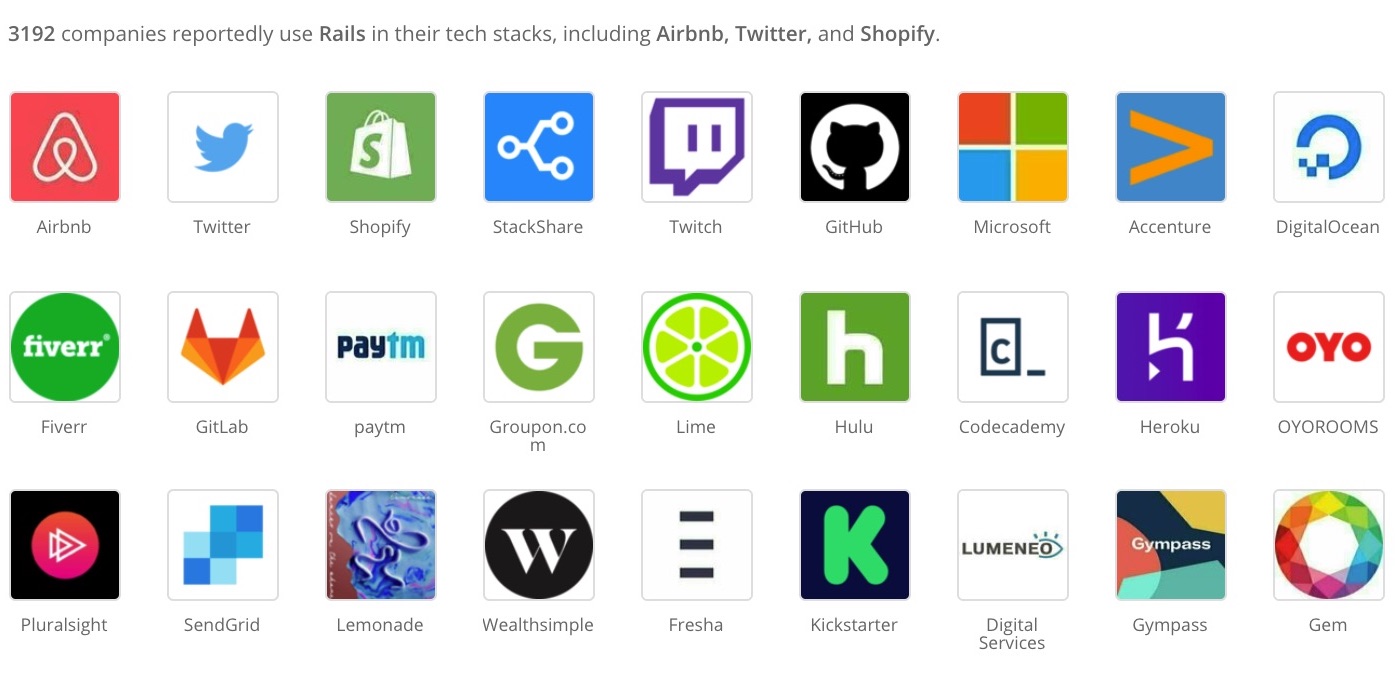 3192 companies reportedly use Rails in their tech stacks, including Airbnb, Twitter, and Shopify.
Airbnb
Twitter
Shopify
StackShare
Twitch
GitHub
Microsoft
Accenture
DigitalOcean
fiverr®
paytm
OYO
Fiverr
GitLab
paytm
Groupon.co
m
Lime
Hulu
Codecademy
Heroku
OYOROOMS
W
K
LUMENEO
Gympass
Pluralsight
SendGrid
Lemonade
Wealthsimple
Fresha
Kickstarter
Digital
Services
Gympass
Gem